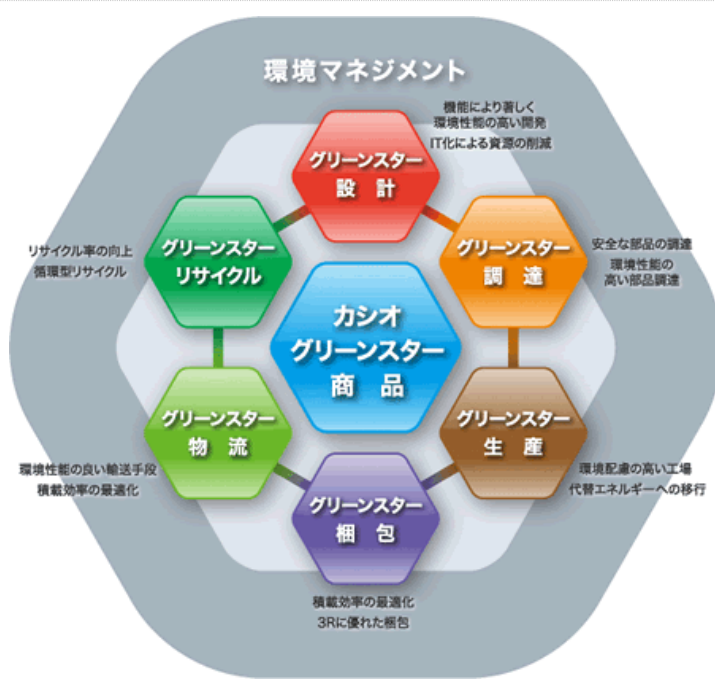 環境マネジメント
機能により著しく
環境性能の高い開発
IT化による資源の削減
グリーンスター
設 計
グリーンスター
調 達
安全な部品の調達
環境性能の
高い部品調達
グリーンスター
生 産
環境配慮の高い工場
代替エネルギーへの移行
グリーンスター
梱 包
積載効率の最適化
3Rに優れた梱包
グリーンスター
物 流
環境性能の良い輸送手段
積載効率の最適化
グリーンスター
リサイクル
リサイクル率の向上
循環型リサイクル
カシオ
グリーンスター
商 品